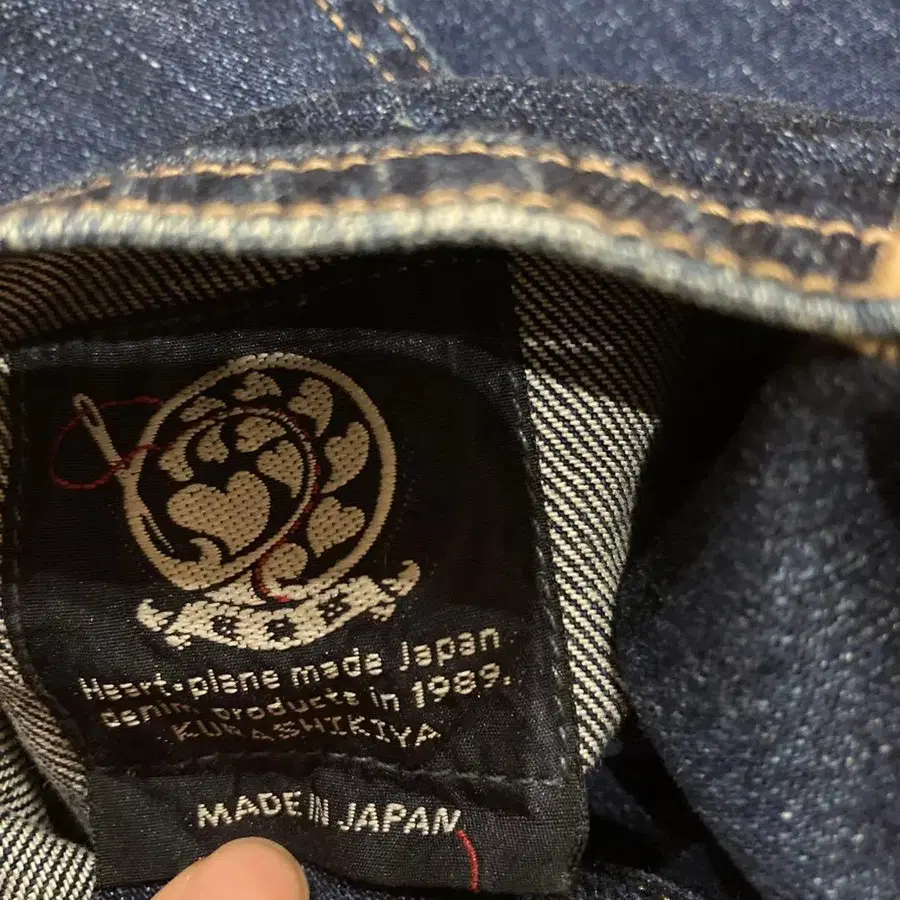 Heart-plane made Japan
denim products in 1989.
KURASHIKIYA
MADE IN JAPAN